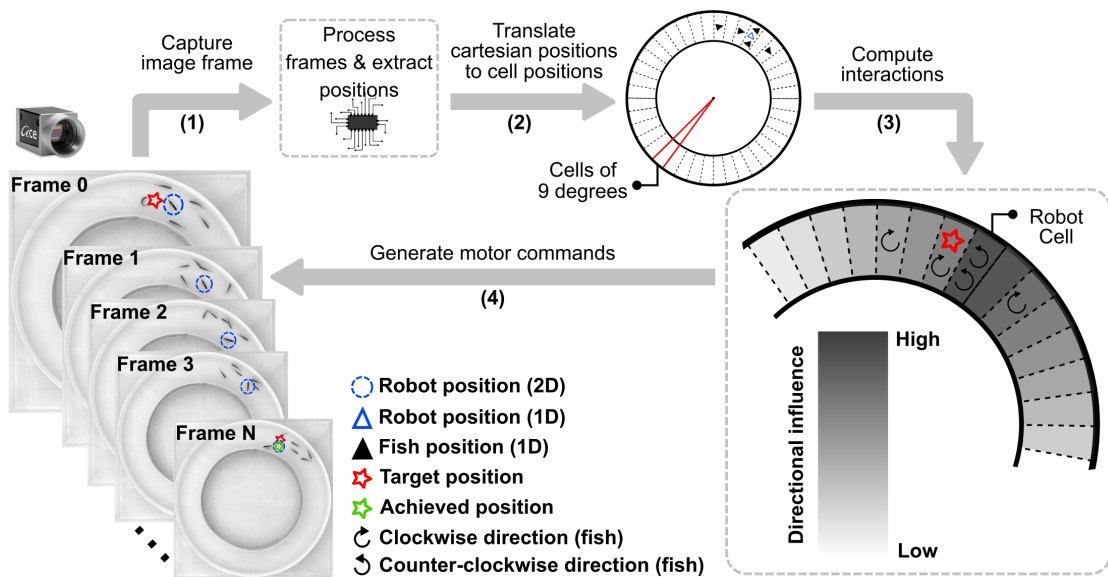 Capture
image frame
(1)
Process
frames & extract
positions
Translate
cartesian positions
to cell positions
(2)
Cells of
9 degrees
Compute
interactions
(3)
Robot
Cell
High
Directional influence
Low
Generate motor commands
(4)
Frame 0
Frame 1
Frame 2
Frame 3
Frame N
Robot position (2D)
Robot position (1D)
Fish position (1D)
Target position
Achieved position
Clockwise direction (fish)
Counter-clockwise direction (fish)